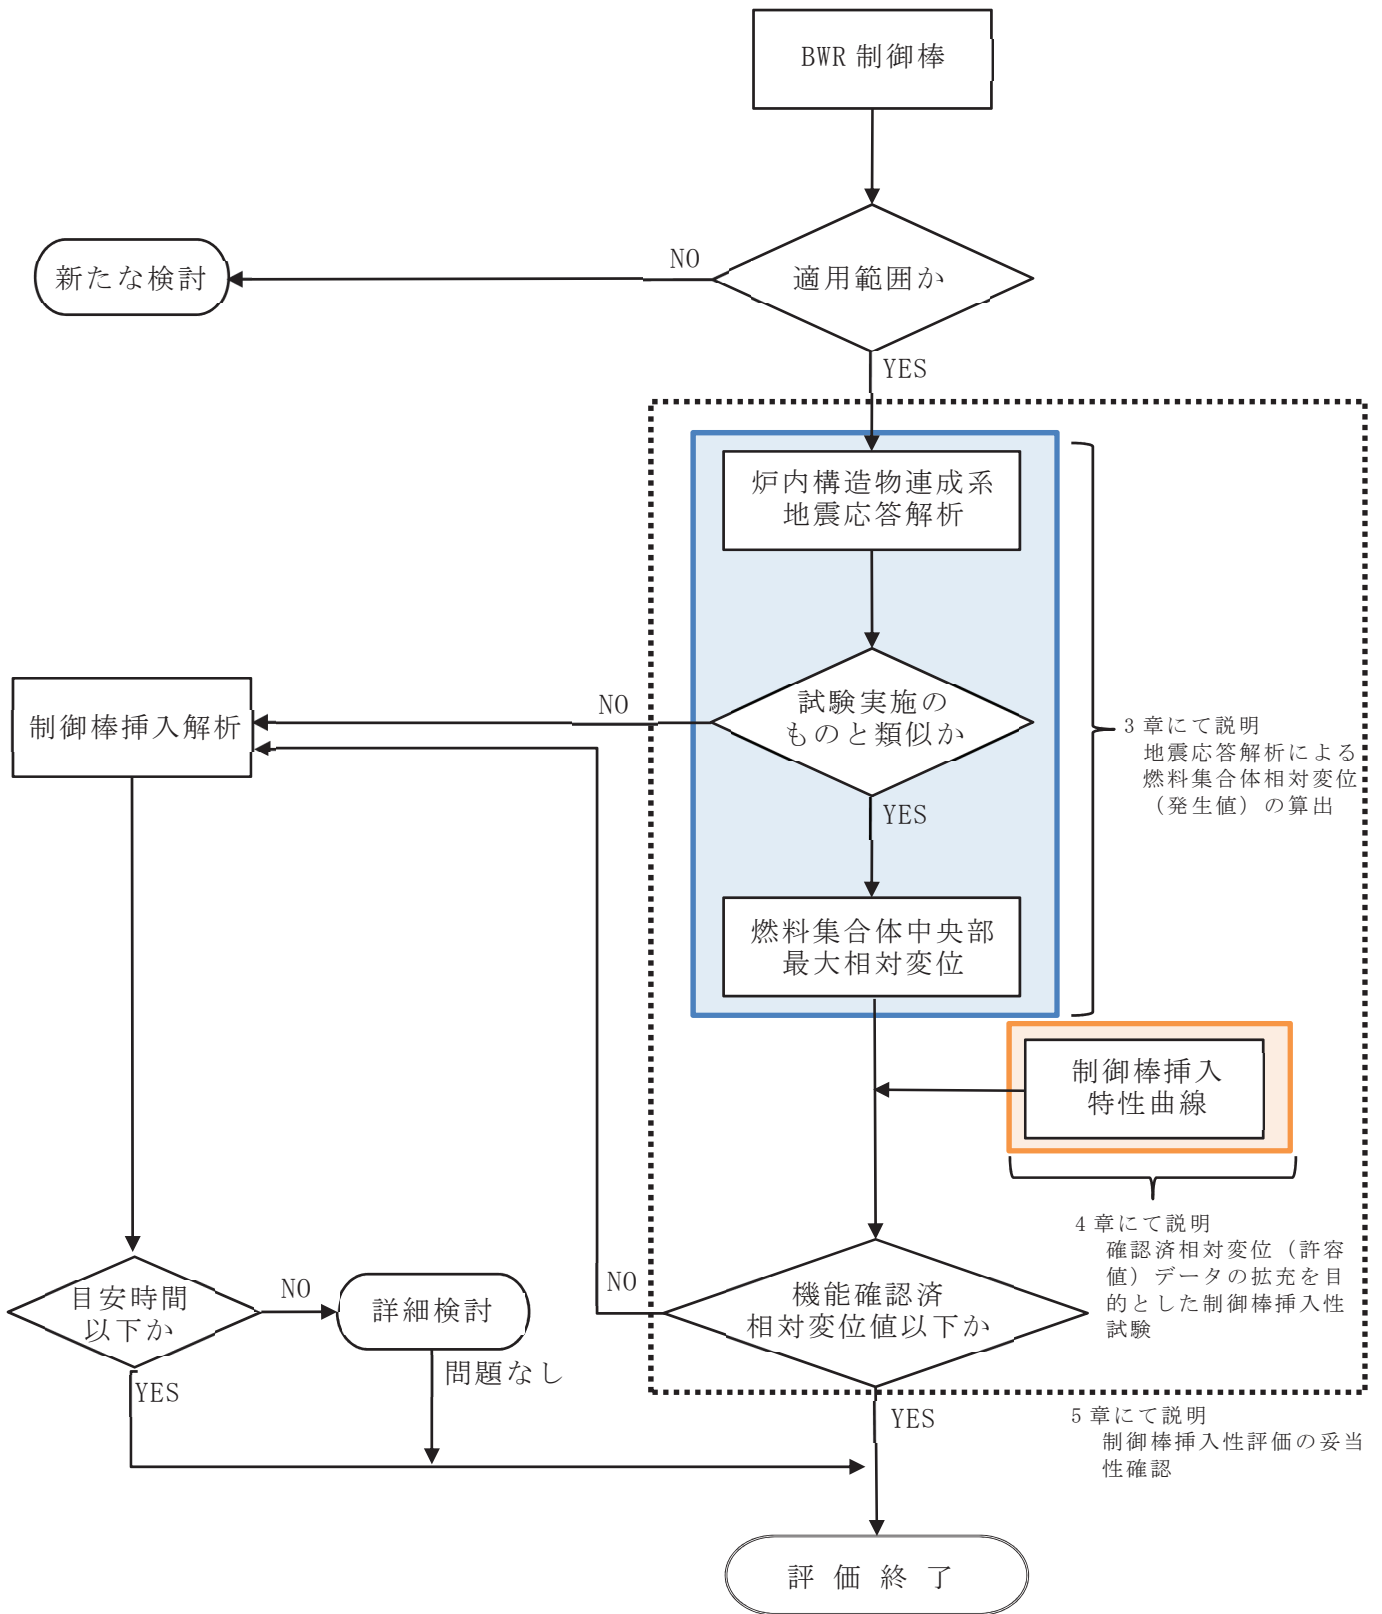 BWR 制御棒
適用範囲か
NO
新たな検討
YES
炉内構造物連成系
地震応答解析
試験実施の
ものと類似か
NO
制御棒挿入解析
YES
3 章にて説明
地震応答解析による
燃料集合体相対変位
（発生値）の算出
燃料集合体中央部
最大相対変位
制御棒挿入
特性曲線
4 章にて説明
確認済相対変位（許容
値）データの拡充を目
的とした制御棒挿入性
試験
機能確認済
相対変位値以下か
NO
目安時間
以下か
NO
詳細検討
問題なし
YES
YES
5 章にて説明
制御棒挿入性評価の妥当
性確認
評価終了